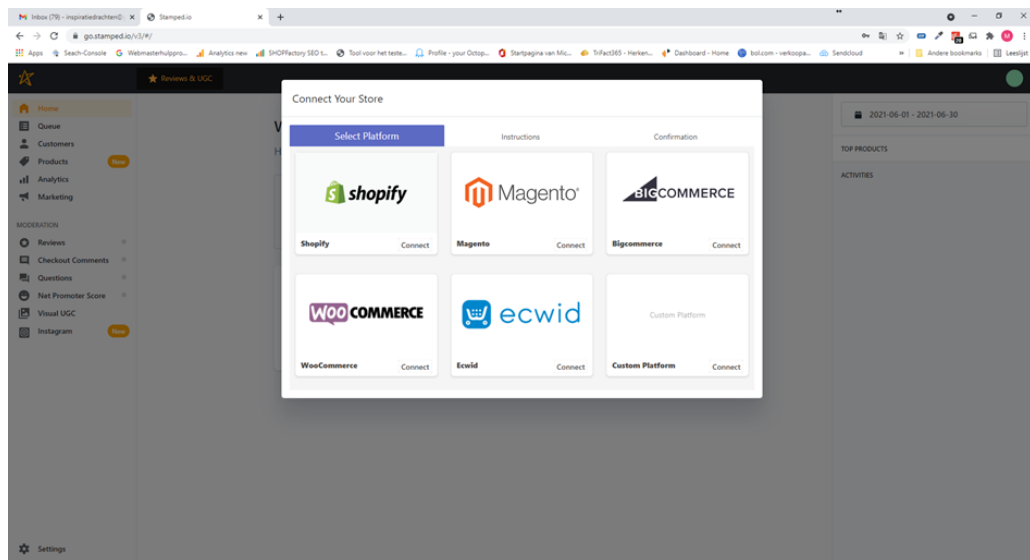 Inbox (79) - inspiratiedrachten@
Stamped.io
go.stamped.io/v3/#/
Apps
Seach-Console
Webmasterhulppro...
Analytics new
SHOPFactory SEO t...
Tool voor het teste...
Profile - your Octop...
Startpagina van Mic...
TriFact365 - Herken...
Dashboard - Home
bol.com - verkoopa...
Sendcloud
Andere bookmarks
Leeslijst
Reviews & UGC
Home
Queue
Customers
Products New
Analytics
Marketing
MODERATION
Reviews
Checkout Comments
Questions
Net Promoter Score
Visual UGC
Instagram New
Settings
Connect Your Store
Select Platform
Instructions
Confirmation
shopify
Magento
BIGCOMMERCE
Shopify Connect
Magento Connect
Bigcommerce Connect
WOO COMMERCE
ecwid
Custom Platform
WooCommerce Connect
Ecwid Connect
Custom Platform Connect
2021-06-01 - 2021-06-30
TOP PRODUCTS
ACTIVITIES